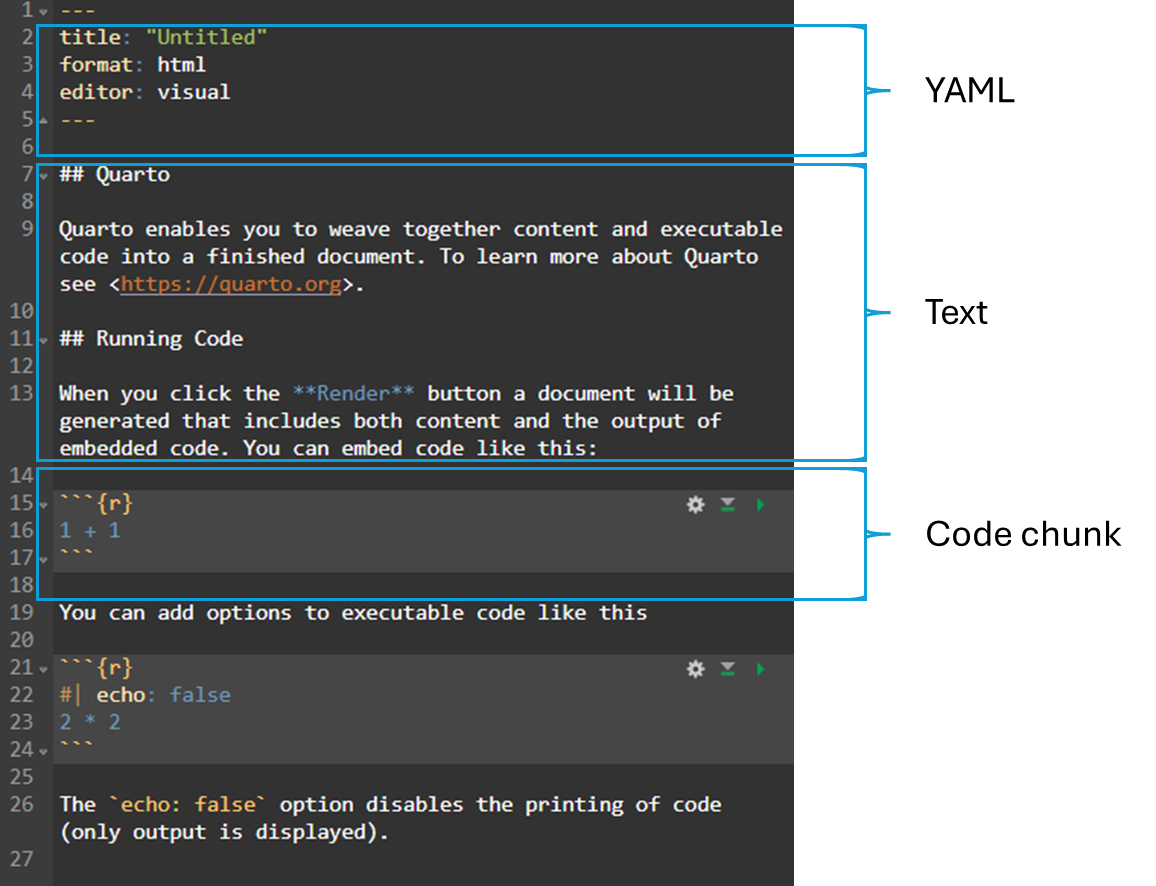 1 ---
2 title: "Untitled"
3 format: html
4 editor: visual
YAML
5 ---
6
7 ## Quarto
8
9 Quarto enables you to weave together content and executable
code into a finished document. To learn more about Quarto
see <https://quarto.org>.
10
Text
11 ## Running Code
12
13 When you click the **Render** button a document will be
generated that includes both content and the output of
embedded code. You can embed code like this:
14
15 ```{r}
16 1 + 1
Code chunk
17 ```
18
19 You can add options to executable code like this
20
21 ```{r}
22 #| echo: false
23 2 * 2
24 ```
25
26 The `echo: false` option disables the printing of code
(only output is displayed).
27